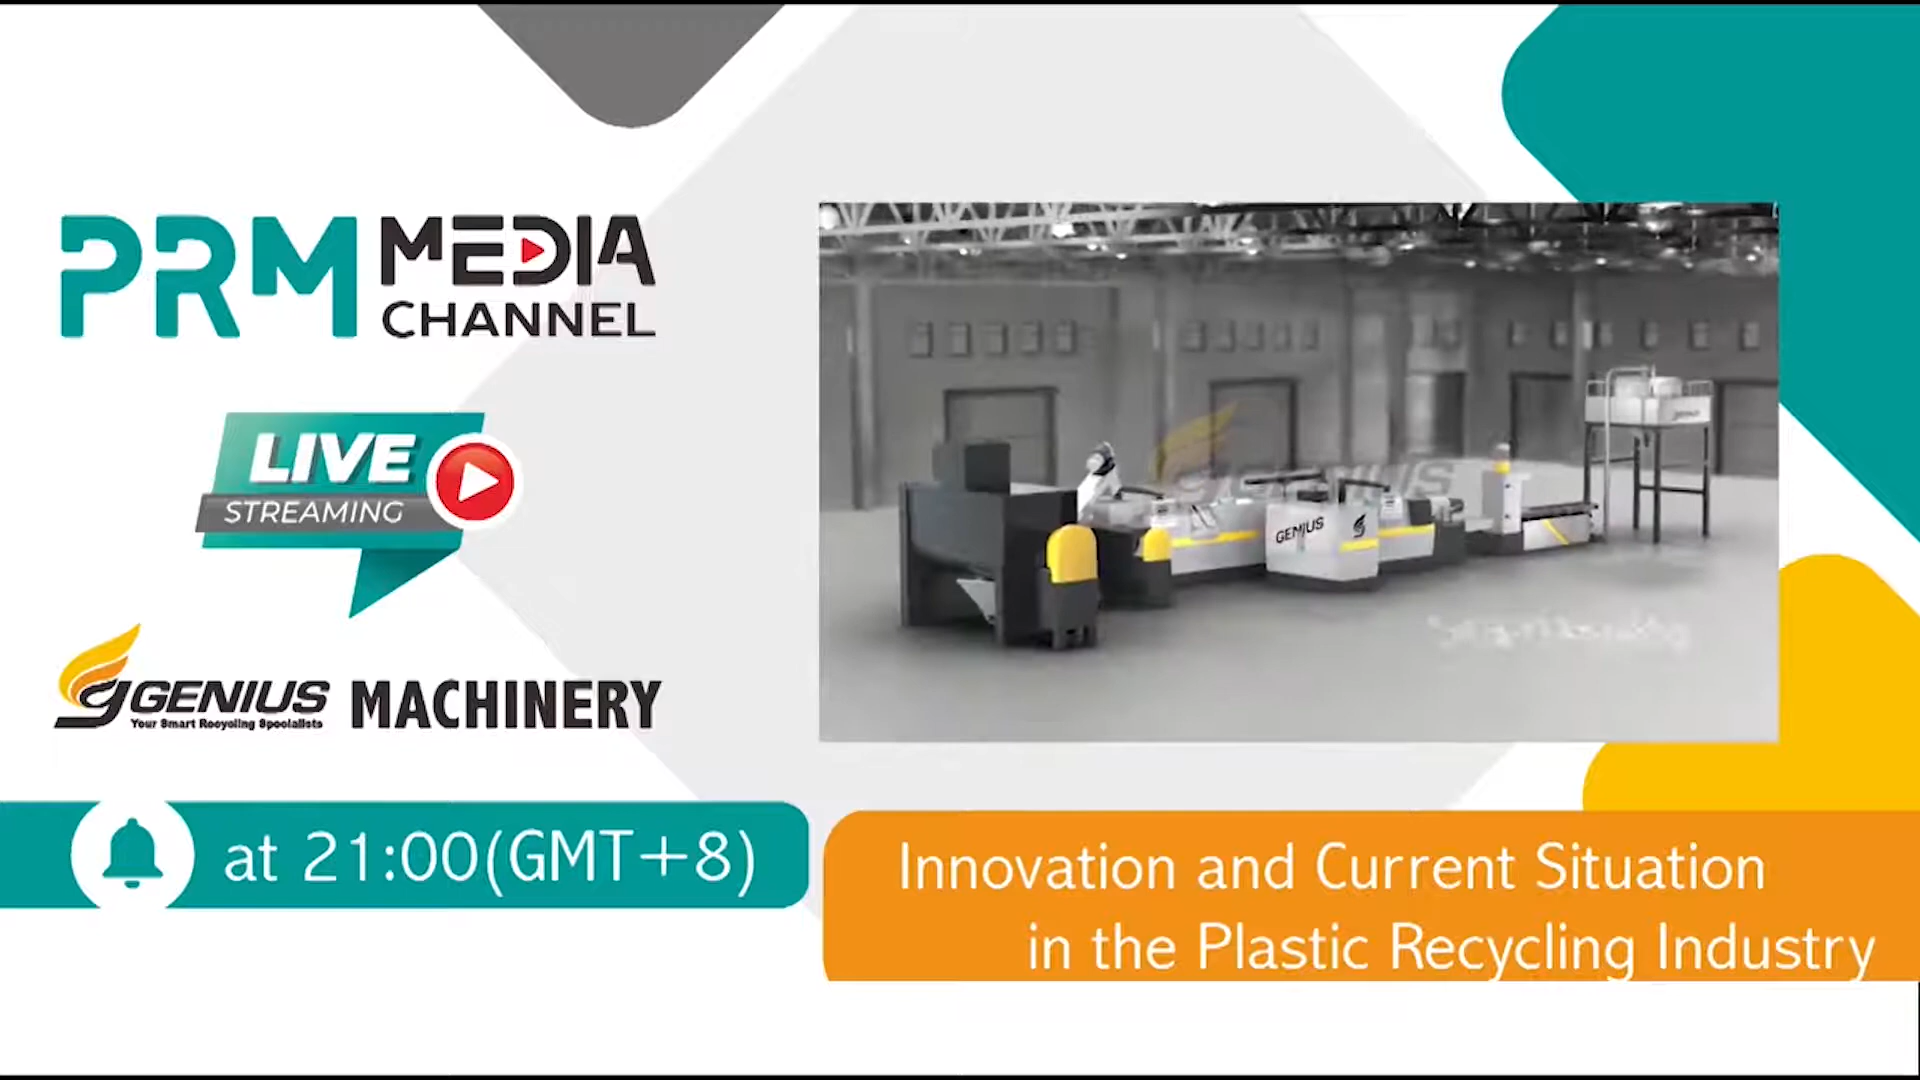 PRM MEDIA
CHANNEL
LIVE
STREAMING
GENIUS MACHINERY
Your Smart Recycling Specialists
GENIUS
GENIUS
at 21:00(GMT+8)
Innovation and Current Situation
in the Plastic Recycling Industry